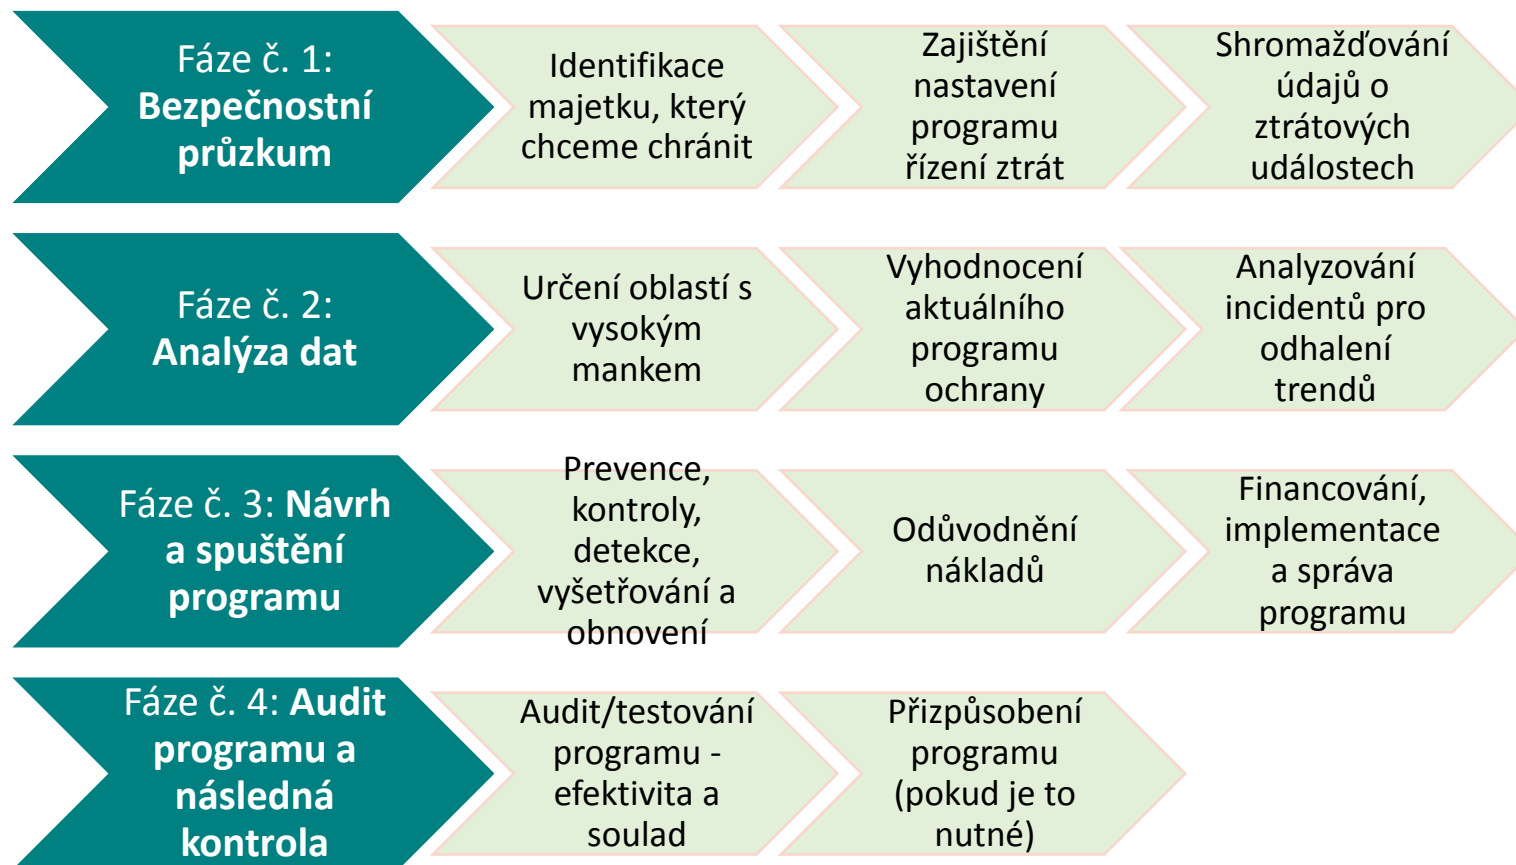 Fáze č. 1:
Bezpečnostní
průzkum
Identifikace
majetku, který
chceme chránit
Zajištění
nastavení
programu
řízení ztrát
Shromažďování
údajů o
ztrátových
událostech
Fáze č. 2:
Analýza dat
Určení oblastí s
vysokým
mankem
Vyhodnocení
aktuálního
programu
ochrany
Analyzování
incidentů pro
odhalení
trendů
Fáze č. 3: Návrh
a spuštění
programu
Prevence,
kontroly,
detekce,
vyšetřování a
obnovení
Odůvodnění
nákladů
Financování,
implementace
a správa
programu
Fáze č. 4: Audit
programu a
následná
kontrola
Audit/testování
programu -
efektivita a
soulad
Přizpůsobení
programu
(pokud je to
nutné)